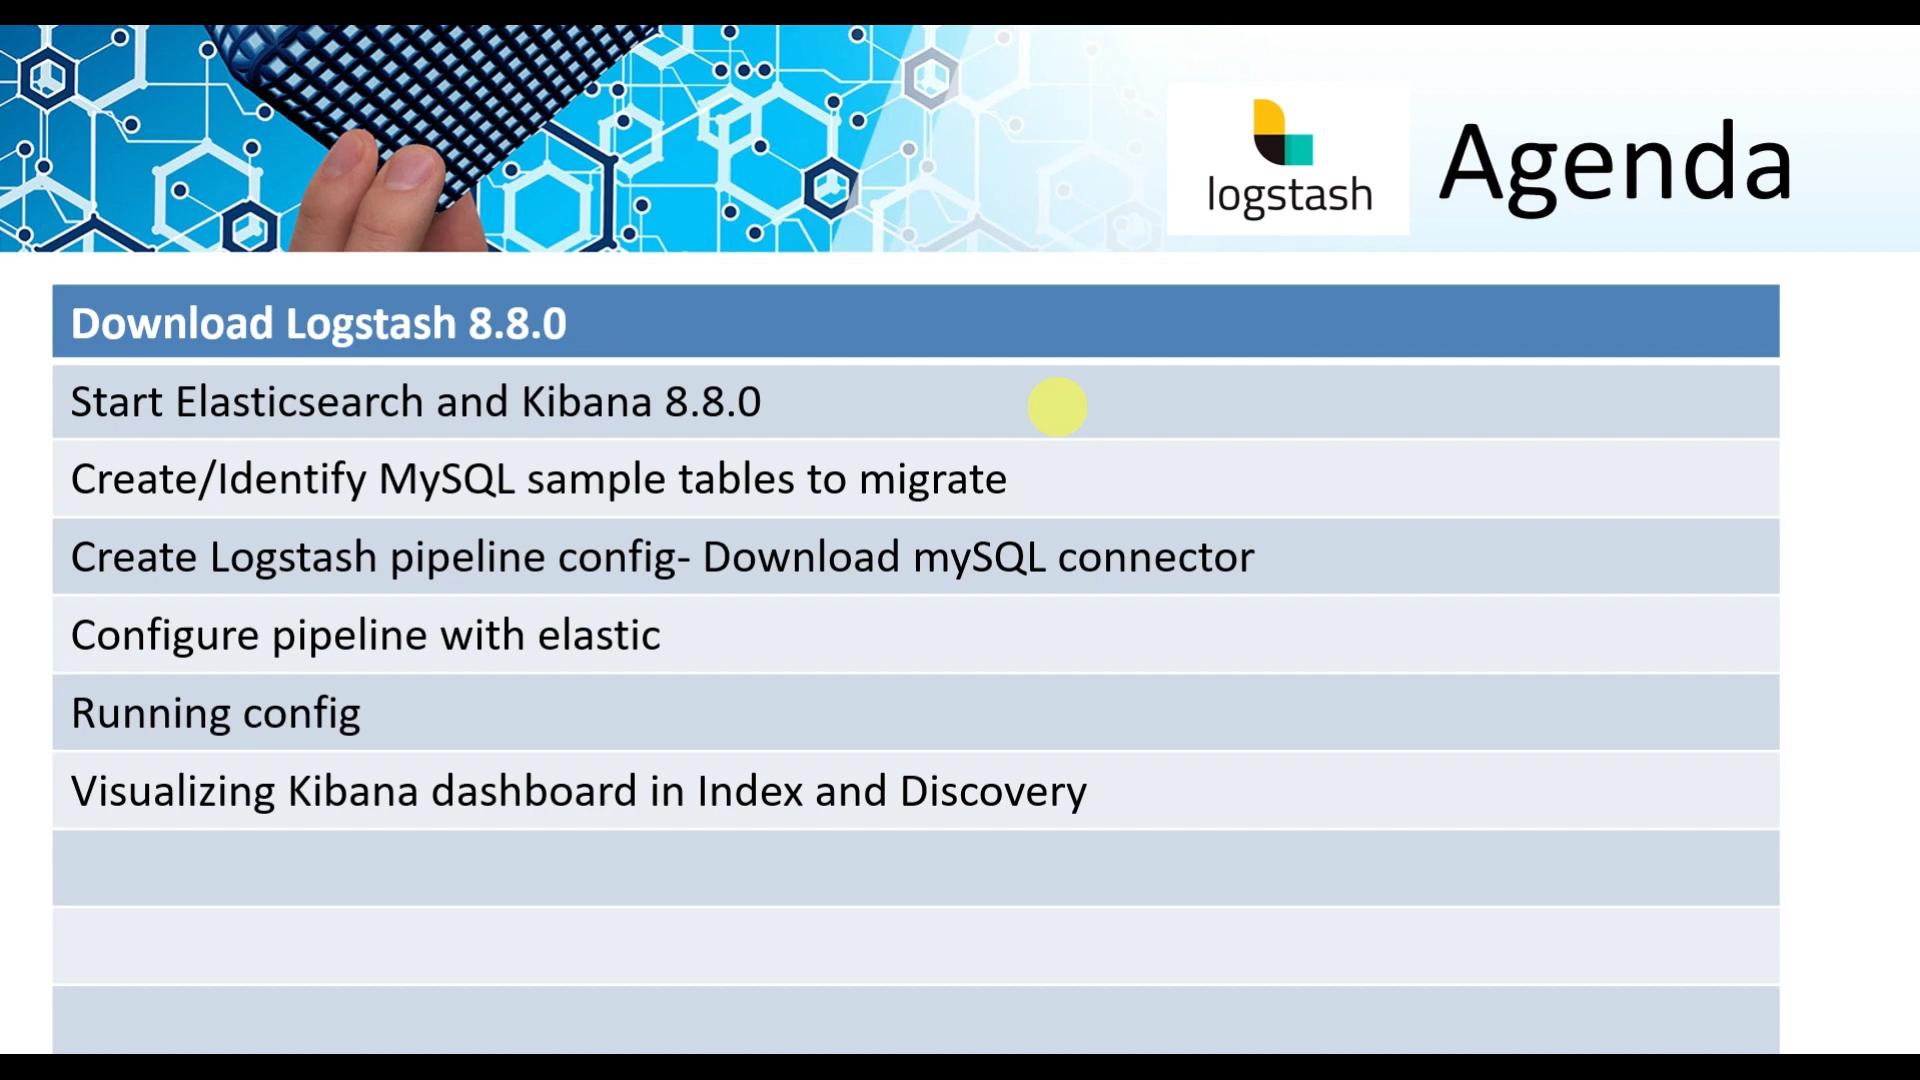 logstash
Agenda
Download Logstash 8.8.0
Start Elasticsearch and Kibana 8.8.0
Create/Identify MySQL sample tables to migrate
Create Logstash pipeline config- Download mySQL connector
Configure pipeline with elastic
Running config
Visualizing Kibana dashboard in Index and Discovery